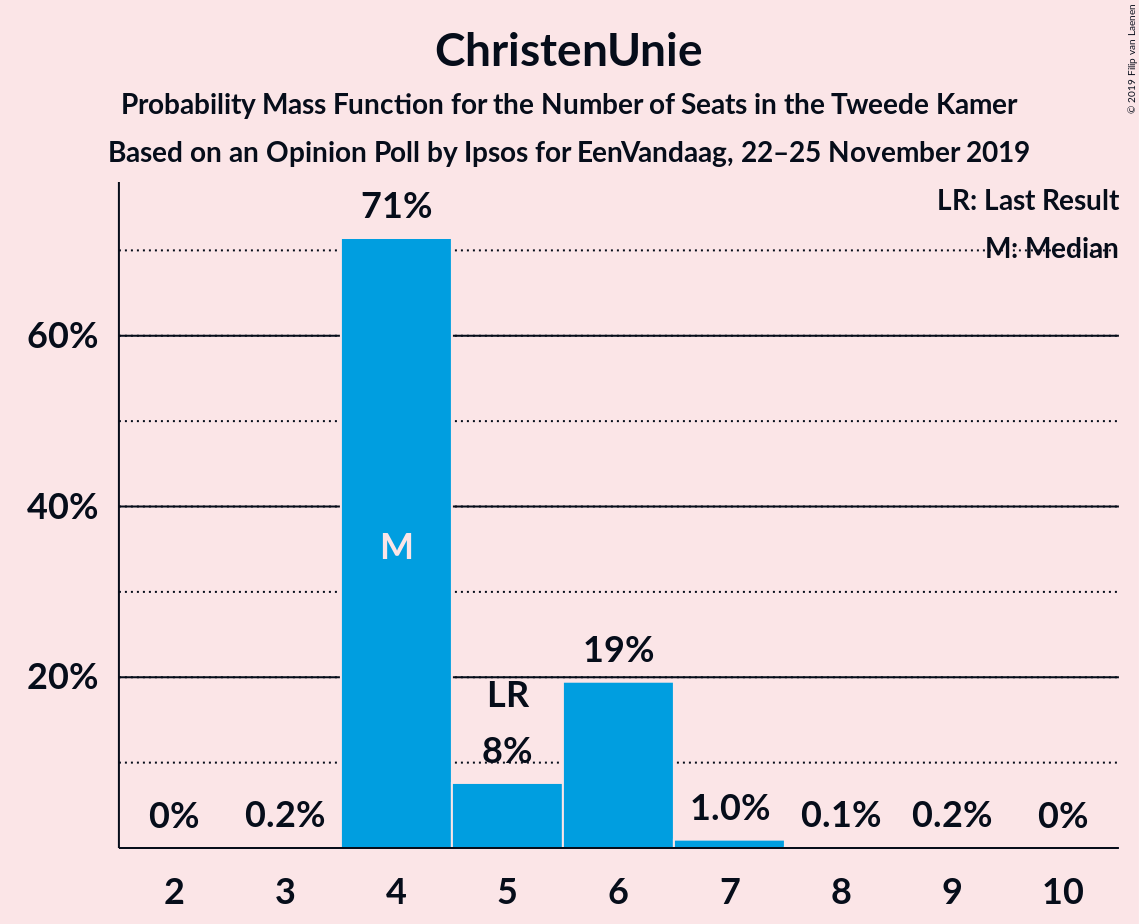 ChristenUnie
Probability Mass Function for the Number of Seats in the Tweede Kamer
Based on an Opinion Poll by Ipsos for EenVandaag, 22–25 November 2019
© 2019 Filip van Laenen
LR: Last Result
M: Median
71%
60%
40%
M
19%
20%
LR
8%
0% 0.2% 1.0% 0.1% 0.2% 0%
2 3 4 5 6 7 8 9 10